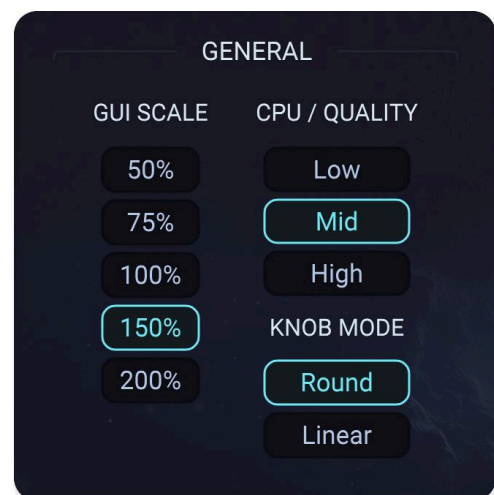 GENERAL
GUI SCALE
50%
75%
100%
150%
200%
CPU / QUALITY
Low
Mid
High
KNOB MODE
Round
Linear